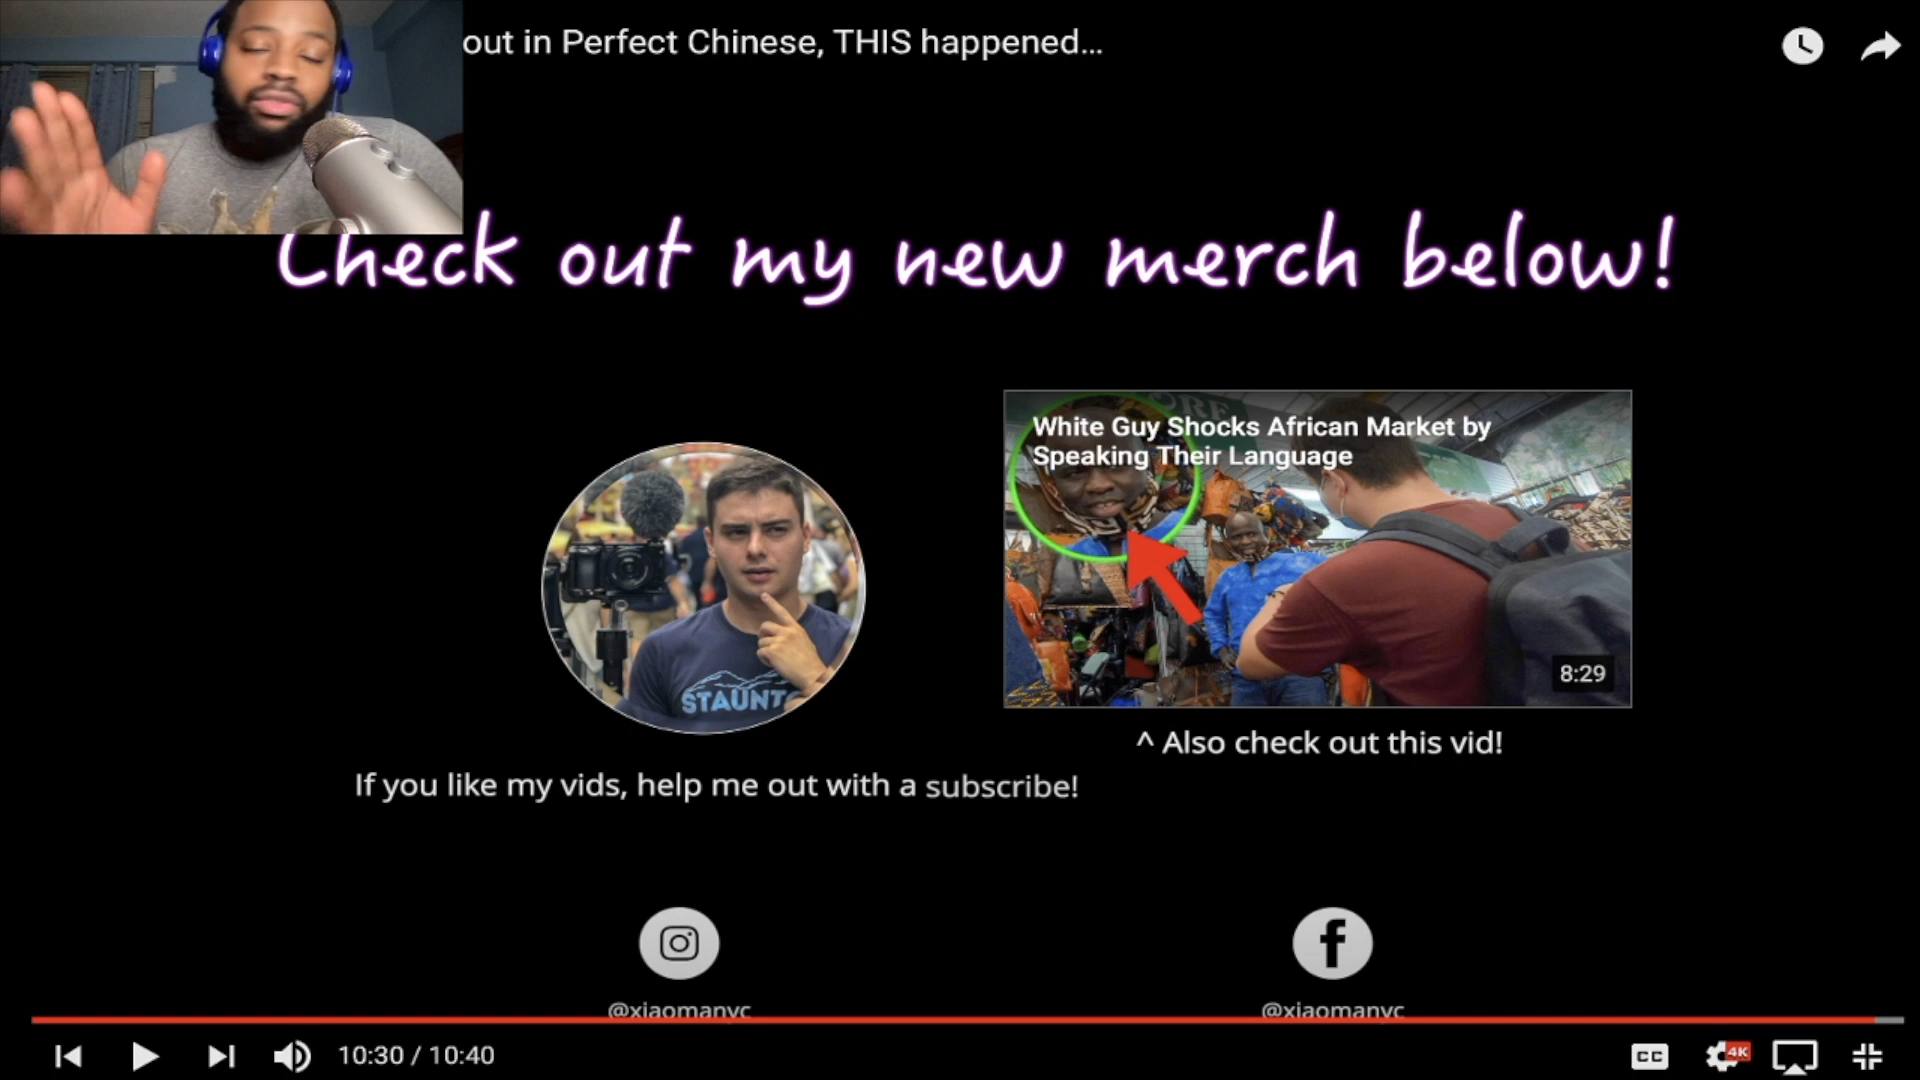 out in Perfect Chinese, THIS happened...
Check out my new merch below!
White Guy Shocks African Market by
Speaking Their Language
STAUNT
8:29
^ Also check out this vid!
If you like my vids, help me out with a subscribe!
@xiaomanyc
@xiaomanyc
10:30 / 10:40
CC
4K